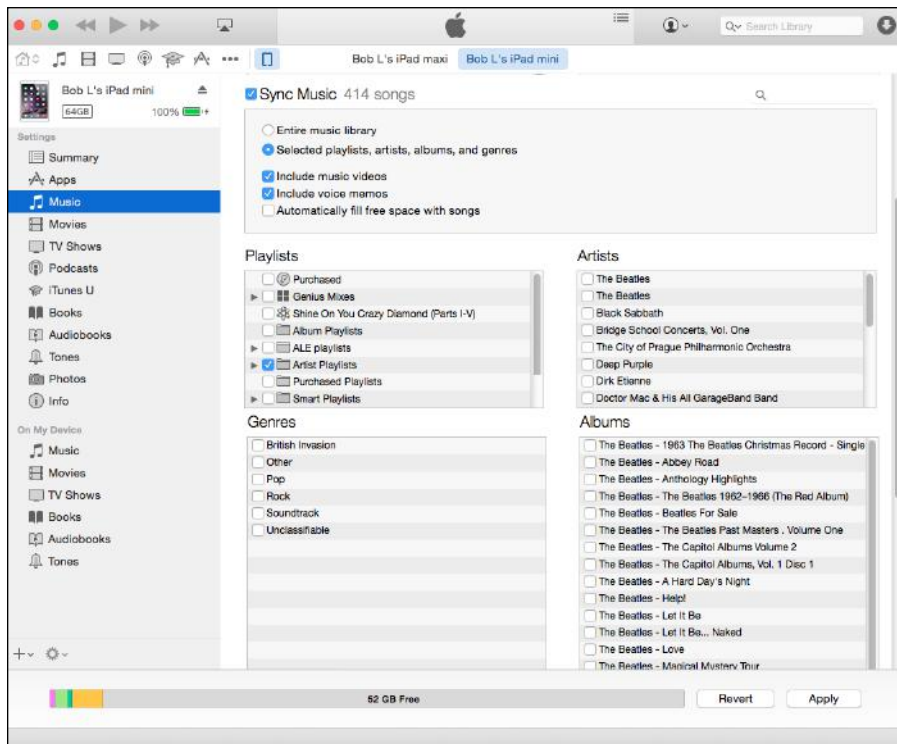 Search Library
Bob L's iPad maxi Bob L's iPad mini
Bob L's iPad mini
64GB 100%
Settings
Summary
Apps
Music
Movies
TV Shows
Podcasts
iTunes U
Books
Audiobooks
Tones
Photos
Info
On My Device
Music
Movies
TV Shows
Books
Audiobooks
Tones
Sync Music 414 songs
Entire music library
Selected playlists, artists, albums, and genres
Include music videos
Include voice memos
Automatically fill free space with songs
Playlists
Purchased
Genius Mixes
Shine On You Crazy Diamond (Parts I-V)
Album Playlists
ALE playlists
Artist Playlists
Purchased Playlists
Smart Playlists
Artists
The Beatles
The Beatles
Black Sabbath
Bridge School Concerts, Vol. One
The City of Prague Philharmonic Orchestra
Deep Purple
Dirk Etienne
Doctor Mac & His All GarageBand Band
Genres
British Invasion
Other
Pop
Rock
Soundtrack
Unclassifiable
Albums
The Beatles - 1963 The Beatles Christmas Record - Single
The Beatles - Abbey Road
The Beatles - Anthology Highlights
The Beatles - The Beatles 1962–1966 (The Red Album)
The Beatles - Beatles For Sale
The Beatles - The Beatles Past Masters . Volume One
The Beatles - The Capitol Albums Volume 2
The Beatles - The Capitol Albums, Vol. 1 Disc 1
The Beatles - A Hard Day's Night
The Beatles - Help!
The Beatles - Let It Be
The Beatles - Let It Be... Naked
The Beatles - Love
The Beatles - Magical Mystery Tour
52 GB Free
Revert Apply